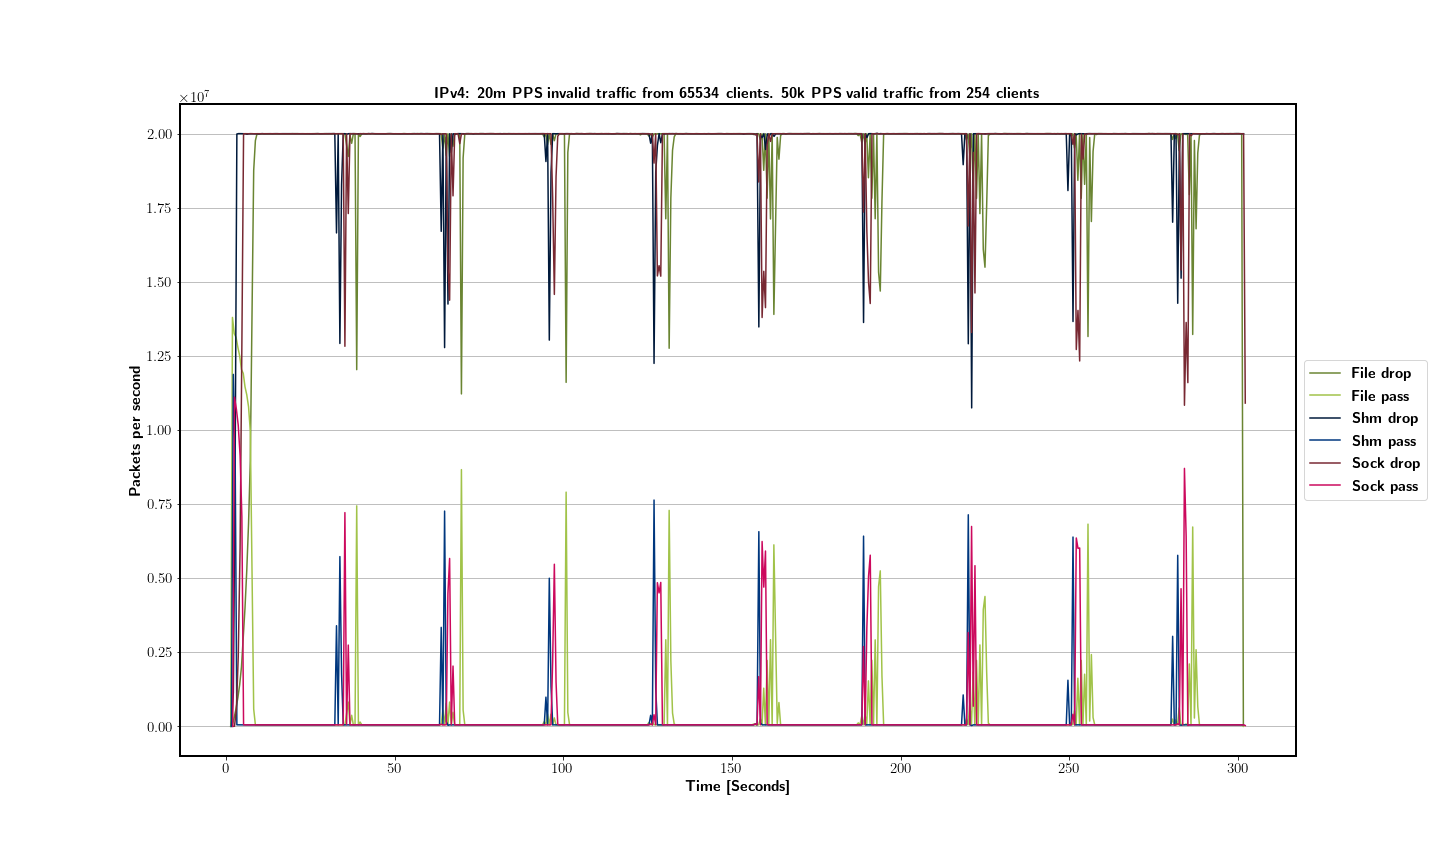 IPv4: 20m PPS invalid traffic from 65534 clients. 50k PPS valid traffic from 254 clients
×10⁷
2.00
1.75
1.50
1.25
1.00
0.75
0.50
0.25
0.00
Packets per second
0 50 100 150 200 250 300
Time [Seconds]
File drop
File pass
Shm drop
Shm pass
Sock drop
Sock pass